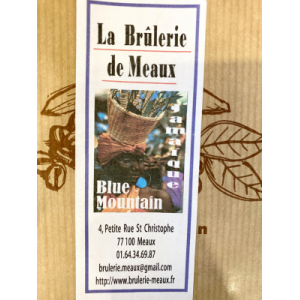 La Brûlerie
de Meaux
Jamaïque
Blue
Mountain
4, Petite Rue St Christophe
77 100 Meaux
01.64.34.69.87
brulerie.meaux@gmail.com
http://www.brulerie-meaux.fr